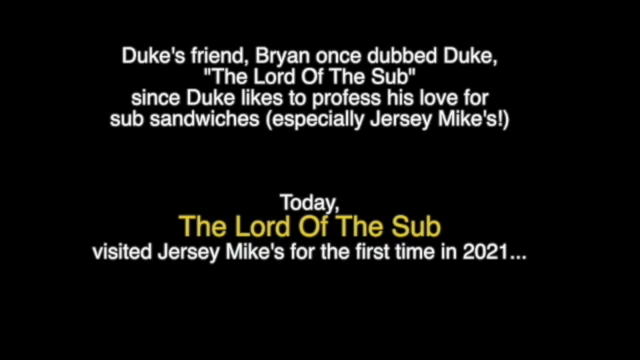 Duke's friend, Bryan once dubbed Duke,
"The Lord Of The Sub"
since Duke likes to profess his love for
sub sandwiches (especially Jersey Mike's!)
Today,
The Lord Of The Sub
visited Jersey Mike's for the first time in 2021...